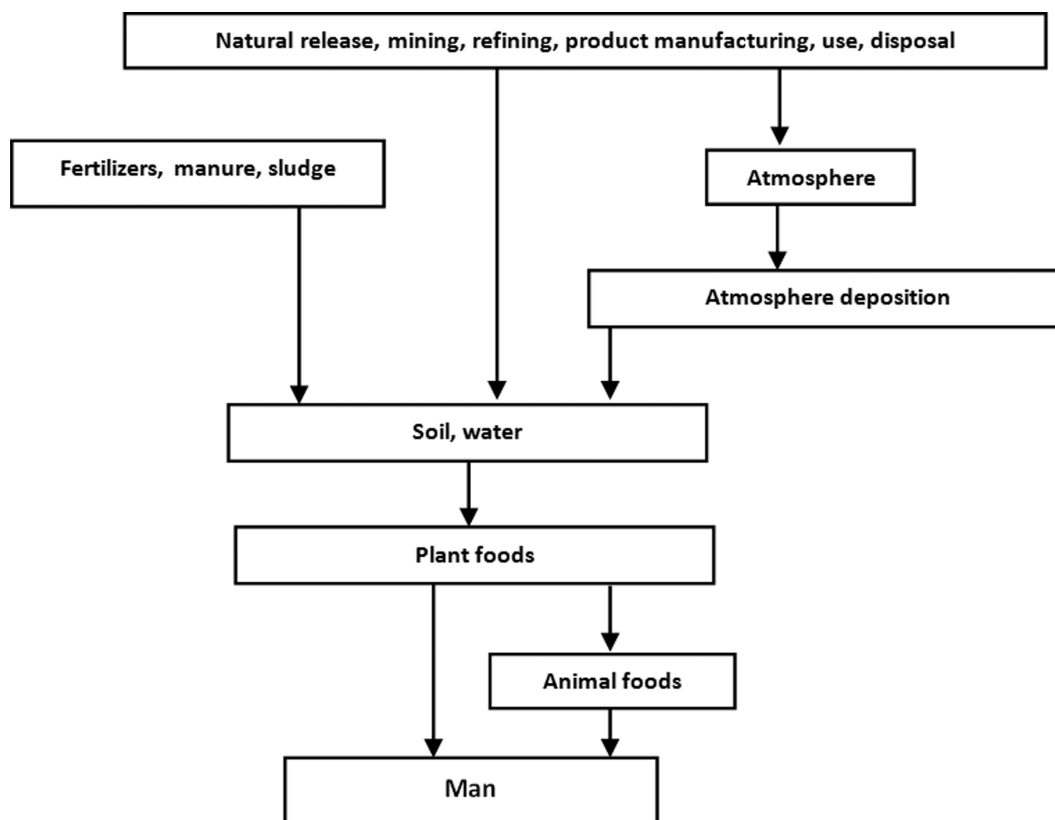 Natural release, mining, refining, product manufacturing, use, disposal
Fertilizers, manure, sludge
Atmosphere
Atmosphere deposition
Soil, water
Plant foods
Animal foods
Man